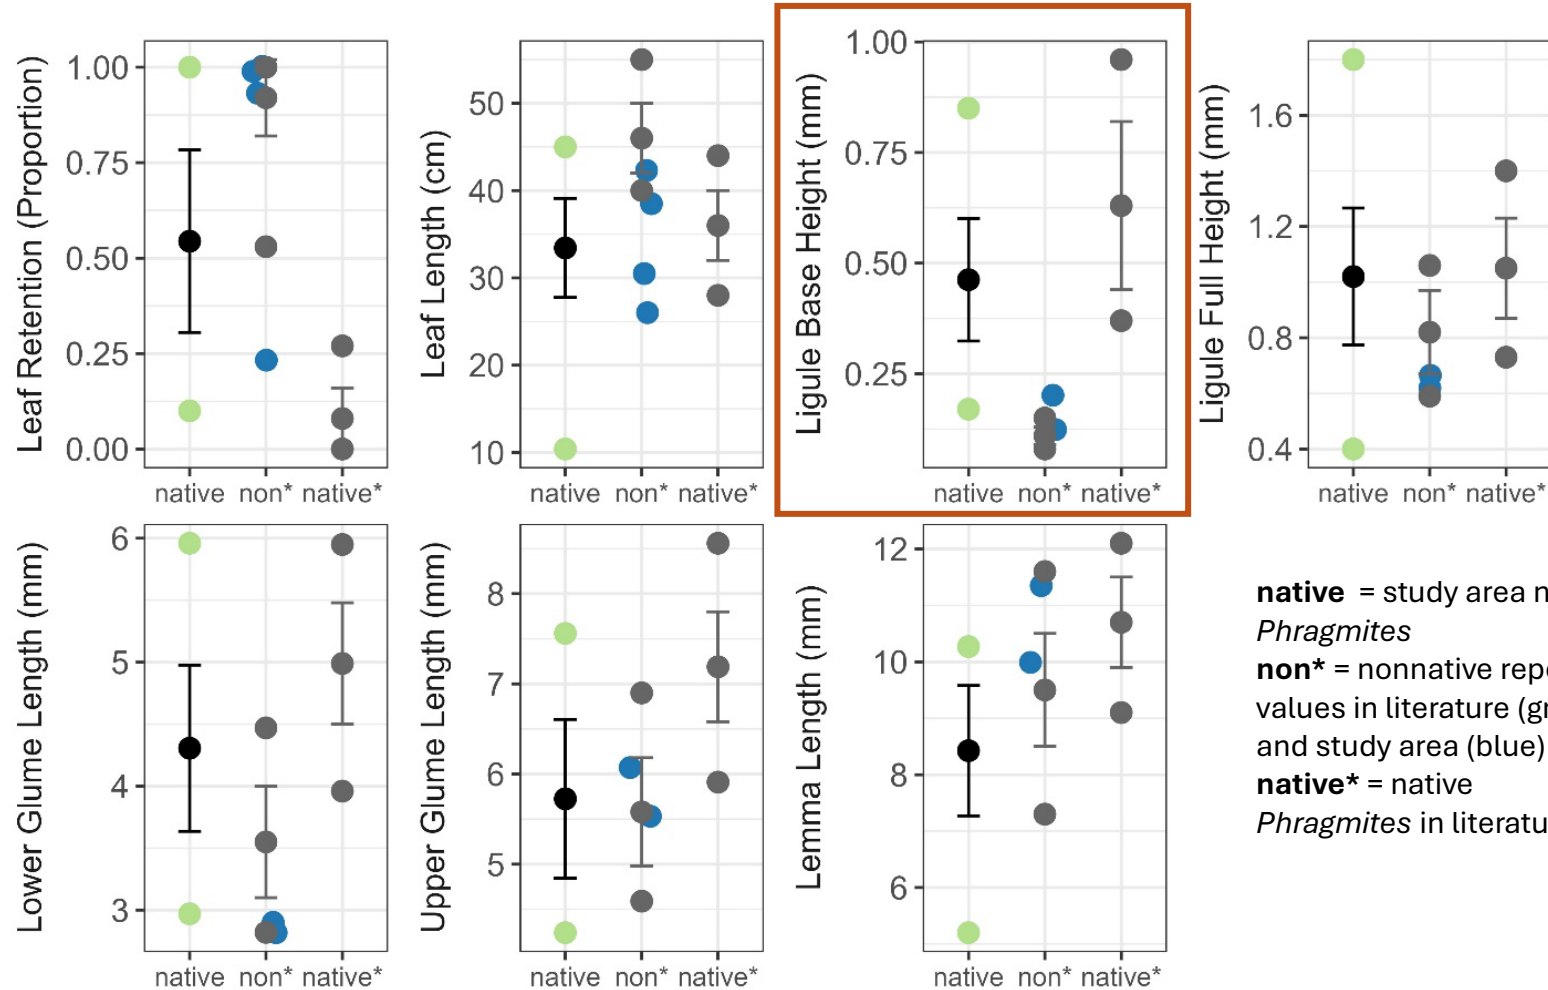 Leaf Retention (Proportion)
1.00
0.75
0.50
0.25
0.00
native non* native*
Leaf Length (cm)
50
40
30
20
10
native non* native*
Ligule Base Height (mm)
1.00
0.75
0.50
0.25
native non* native*
Ligule Full Height (mm)
1.6
1.2
0.8
0.4
native non* native*
Lower Glume Length (mm)
6
5
4
3
native non* native*
Upper Glume Length (mm)
8
7
6
5
native non* native*
Lemma Length (mm)
12
10
8
6
native non* native*
native = study area
Phragmites
non* = nonnative
values in literature
and study area (blue)
native* = native
Phragmites in